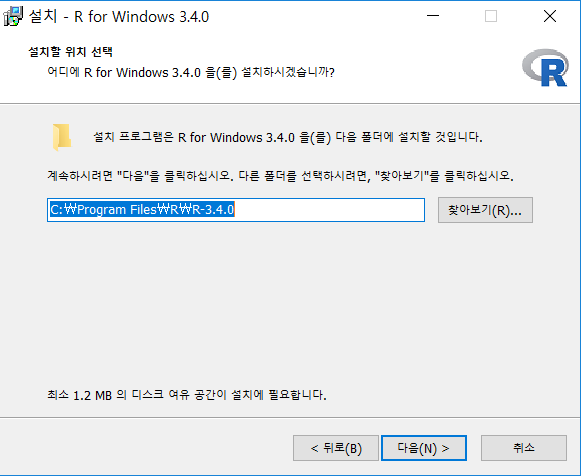 설치 - R for Windows 3.4.0
설치할 위치 선택
어디에 R for Windows 3.4.0 을(를) 설치하시겠습니까?
R
설치 프로그램은 R for Windows 3.4.0 을(를) 다음 폴더에 설치할 것입니다.
계속하시려면 "다음"을 클릭하십시오. 다른 폴더를 선택하시려면, "찾아보기"를 클릭하십시오.
C:₩Program Files₩R₩R-3.4.0
찾아보기(R)...
최소 1.2 MB 의 디스크 여유 공간이 설치에 필요합니다.
< 뒤로(B)
다음(N) >
취소